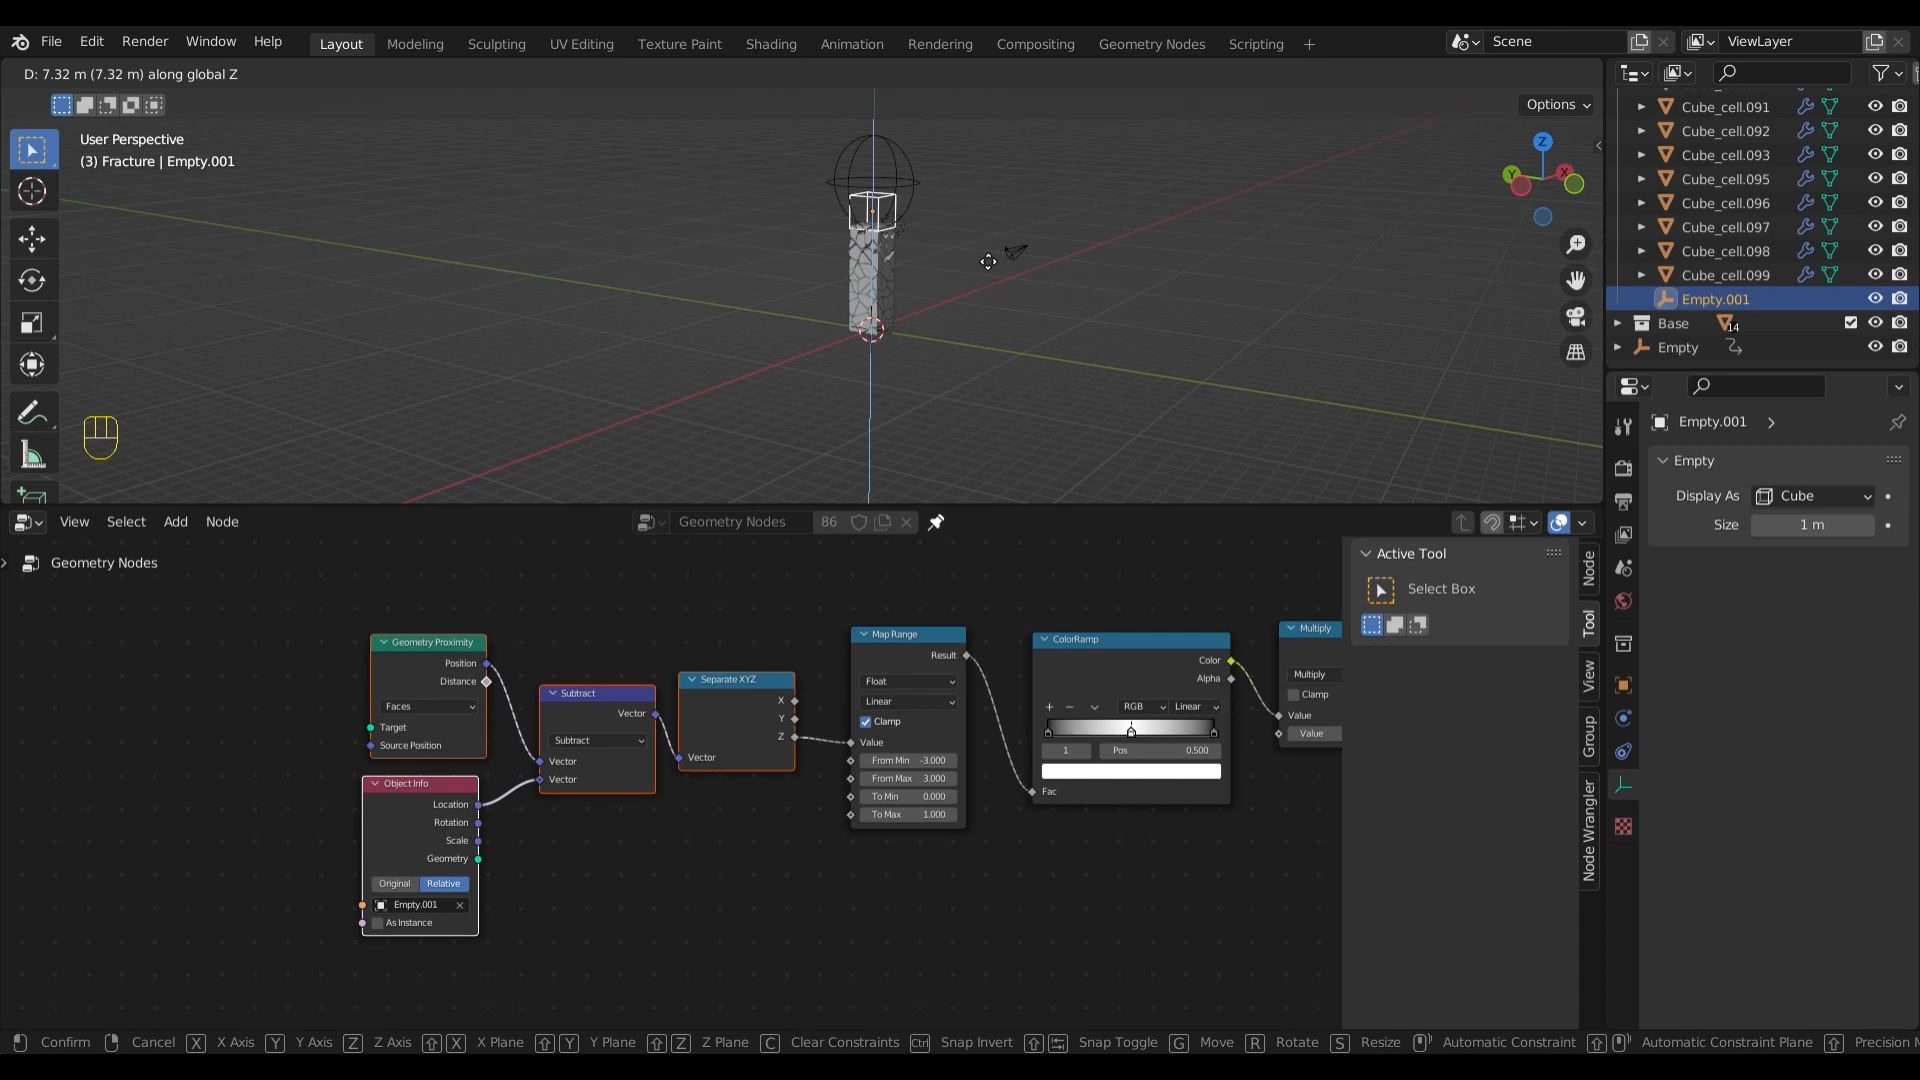 File Edit Render Window Help
Layout Modeling Sculpting UV Editing Texture Paint Shading Animation Rendering Compositing Geometry Nodes Scripting +
Scene
ViewLayer
D: 7.32 m (7.32 m) along global Z
Options
User Perspective
(3) Fracture | Empty.001
Z
Y
X
Cube_cell.091
Cube_cell.092
Cube_cell.093
Cube_cell.095
Cube_cell.096
Cube_cell.097
Cube_cell.098
Cube_cell.099
Empty.001
Base 14
Empty
Empty.001
Empty
Display As Cube
Size 1 m
View Select Add Node
Geometry Nodes 86
Geometry Nodes
Active Tool
Select Box
Node
Tool
View
Group
Node Wrangler
Geometry Proximity
Position
Distance
Faces
Target
Source Position
Object Info
Location
Rotation
Scale
Geometry
Original Relative
Empty.001
As Instance
Subtract
Vector
Subtract
Vector
Vector
Separate XYZ
X
Y
Z
Vector
Map Range
Result
Float
Linear
Clamp
Value
From Min -3.000
From Max 3.000
To Min 0.000
To Max 1.000
ColorRamp
Color
Alpha
+ − RGB Linear
1 Pos 0.500
Fac
Multiply
Multiply
Clamp
Value
Value
Confirm Cancel X X Axis Y Y Axis Z Z Axis X X Plane Y Y Plane Z Z Plane C Clear Constraints Ctrl Snap Invert Snap Toggle G Move R Rotate S Resize Automatic Constraint Automatic Constraint Plane